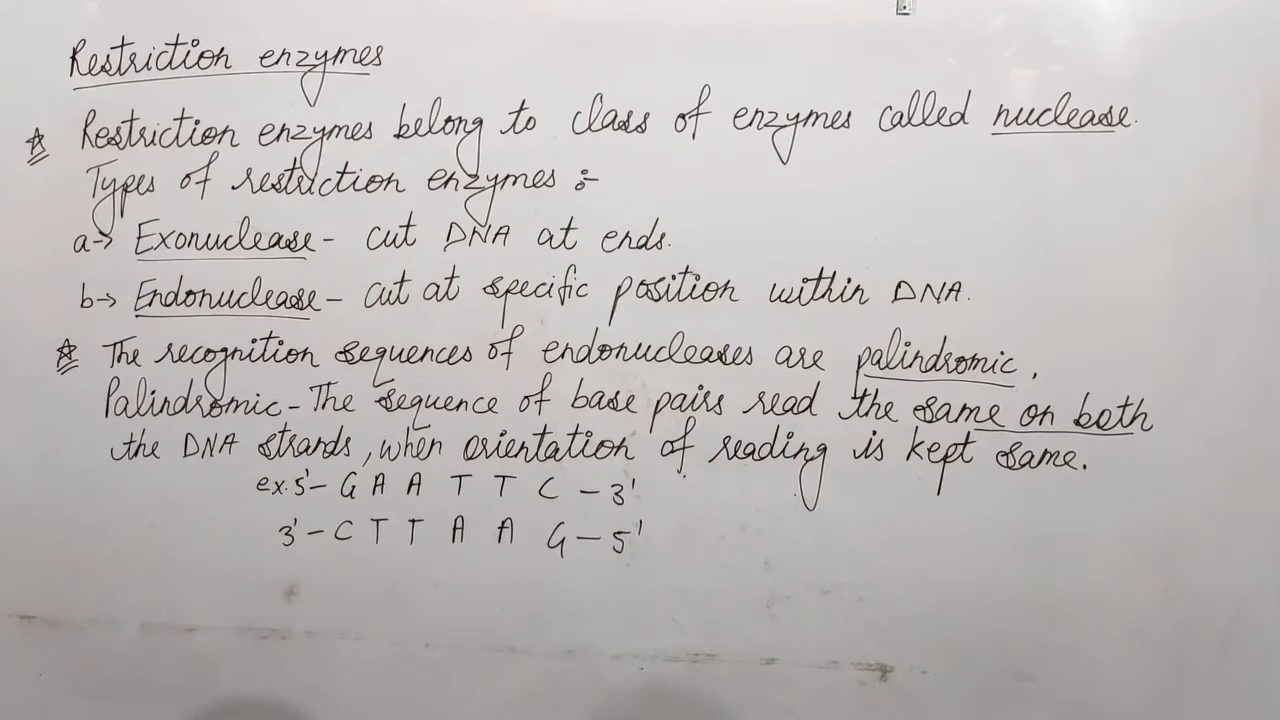 Restriction enzymes
☆ Restriction enzymes belong to class of enzymes called nuclease.
Types of restriction enzymes :-
a→ Exonuclease - cut DNA at ends.
b→ Endonuclease - cut at specific position within DNA.
☆ The recognition sequences of endonucleases are palindromic.
Palindromic - The sequence of base pairs read the same on both
the DNA strands, when orientation of reading is kept same.
ex. 5'- G A A T T C - 3'
3'- C T T A A G - 5'